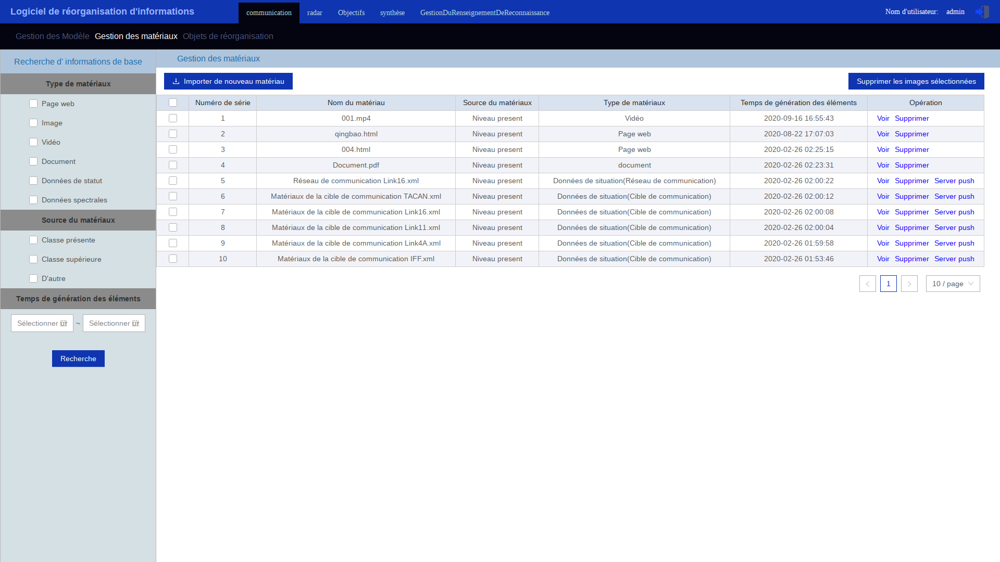 Logiciel de réorganisation d'informations
communication radar Objectifs synthèse GestionDuRenseignementDeReconnaissance
Nom d'utilisateur: admin
Gestion des Modèle Gestion des matériaux Objets de réorganisation
Recherche d' informations de base
Type de matériaux
Page web
Image
Vidéo
Document
Données de statut
Données spectrales
Source du matériaux
Classe présente
Classe supérieure
D'autre
Temps de génération des éléments
Sélectionner ur ~ Sélectionner ur
Recherche
Gestion des matériaux
Importer de nouveau matériau Supprimer les images sélectionnées
Numéro de série Nom du matériau Source du matériaux Type de matériaux Temps de génération des éléments Opération
1 001.mp4 Niveau present Vidéo 2020-09-16 16:55:43 Voir Supprimer
2 qingbao.html Niveau present Page web 2020-08-22 17:07:03 Voir Supprimer
3 004.html Niveau present Page web 2020-02-26 02:25:15 Voir Supprimer
4 Document.pdf Niveau present document 2020-02-26 02:23:31 Voir Supprimer
5 Réseau de communication Link16.xml Niveau present Données de situation(Réseau de communication) 2020-02-26 02:00:22 Voir Supprimer Server push
6 Matériaux de la cible de communication TACAN.xml Niveau present Données de situation(Cible de communication) 2020-02-26 02:00:12 Voir Supprimer Server push
7 Matériaux de la cible de communication Link16.xml Niveau present Données de situation(Cible de communication) 2020-02-26 02:00:08 Voir Supprimer Server push
8 Matériaux de la cible de communication Link11.xml Niveau present Données de situation(Cible de communication) 2020-02-26 02:00:04 Voir Supprimer Server push
9 Matériaux de la cible de communication Link4A.xml Niveau present Données de situation(Cible de communication) 2020-02-26 01:59:58 Voir Supprimer Server push
10 Matériaux de la cible de communication IFF.xml Niveau present Données de situation(Cible de communication) 2020-02-26 01:53:46 Voir Supprimer Server push
1 10 / page